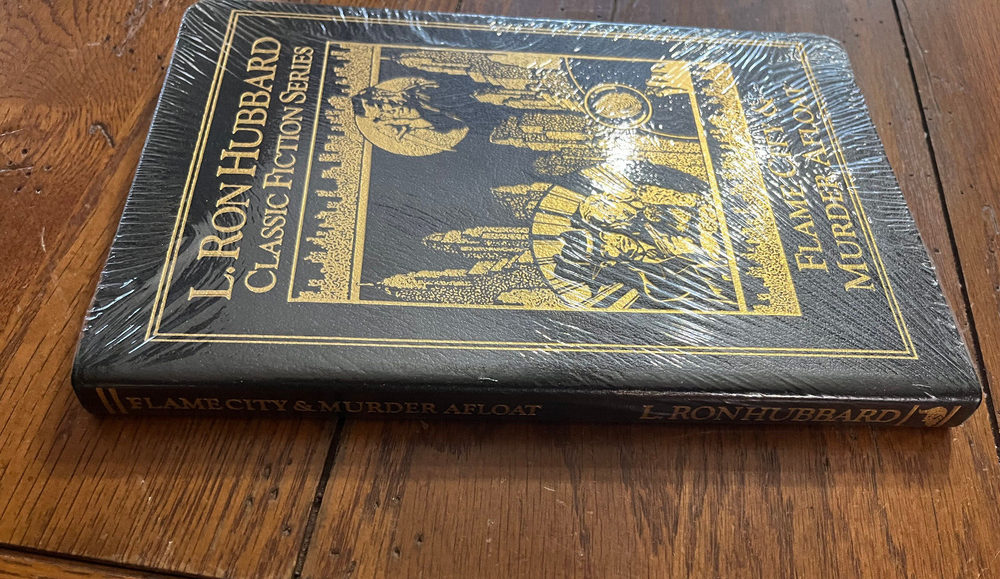 L. RON HUBBARD
CLASSIC FICTION SERIES
FLAME CITY &
MURDER AFLOAT
FLAME CITY & MURDER AFLOAT
L. RON HUBBARD